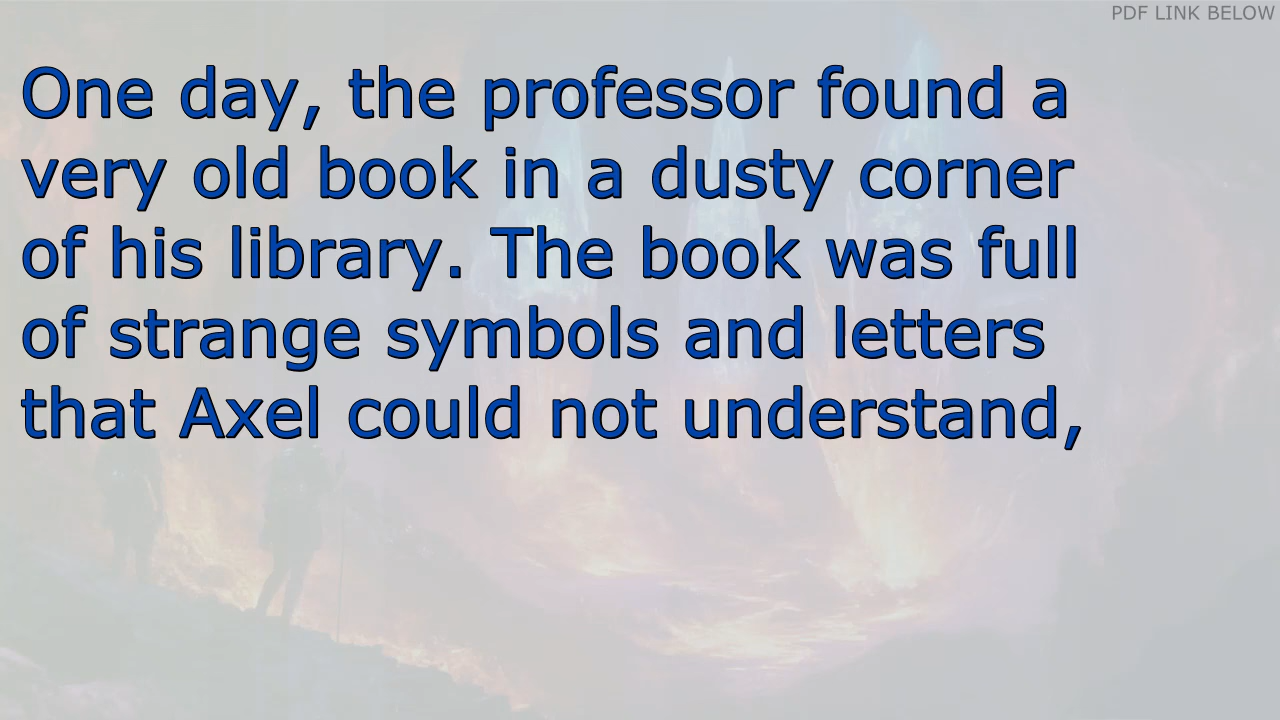 PDF LINK BELOW
One day, the professor found a
very old book in a dusty corner
of his library. The book was full
of strange symbols and letters
that Axel could not understand,